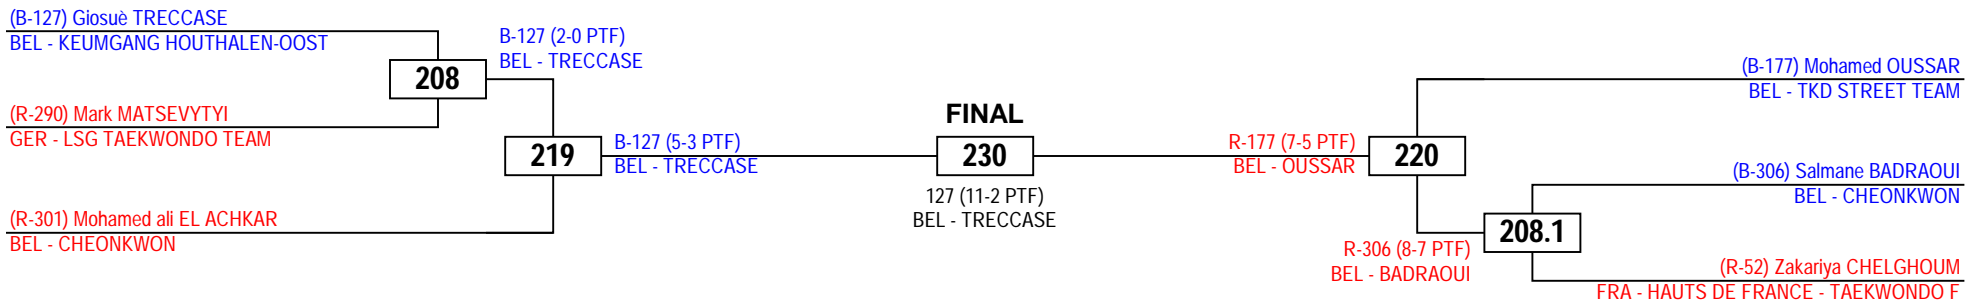 (B-127) Giosuè TRECCASE
BEL - KEUMGANG HOUTHALEN-OOST
B-127 (2-0 PTF)
BEL - TRECCASE
208
(R-290) Mark MATSEVYTYI
GER - LSG TAEKWONDO TEAM
219
B-127 (5-3 PTF)
BEL - TRECCASE
(R-301) Mohamed ali EL ACHKAR
BEL - CHEONKWON
FINAL
230
127 (11-2 PTF)
BEL - TRECCASE
(B-177) Mohamed OUSSAR
BEL - TKD STREET TEAM
R-177 (7-5 PTF)
BEL - OUSSAR
220
(B-306) Salmane BADRAOUI
BEL - CHEONKWON
208.1
R-306 (8-7 PTF)
BEL - BADRAOUI
(R-52) Zakariya CHELGHOUM
FRA - HAUTS DE FRANCE - TAEKWONDO F